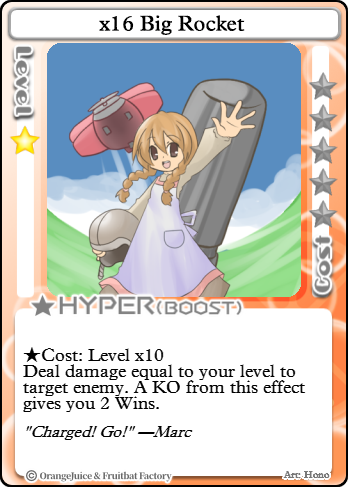 x16 Big Rocket
Level
Cost
★HYPER(BOOST)
★Cost: Level x10
Deal damage equal to your level to
target enemy. A KO from this effect
gives you 2 Wins.
"Charged! Go!" —Marc
© OrangeJuice & Fruitbat Factory
Arc, Hono